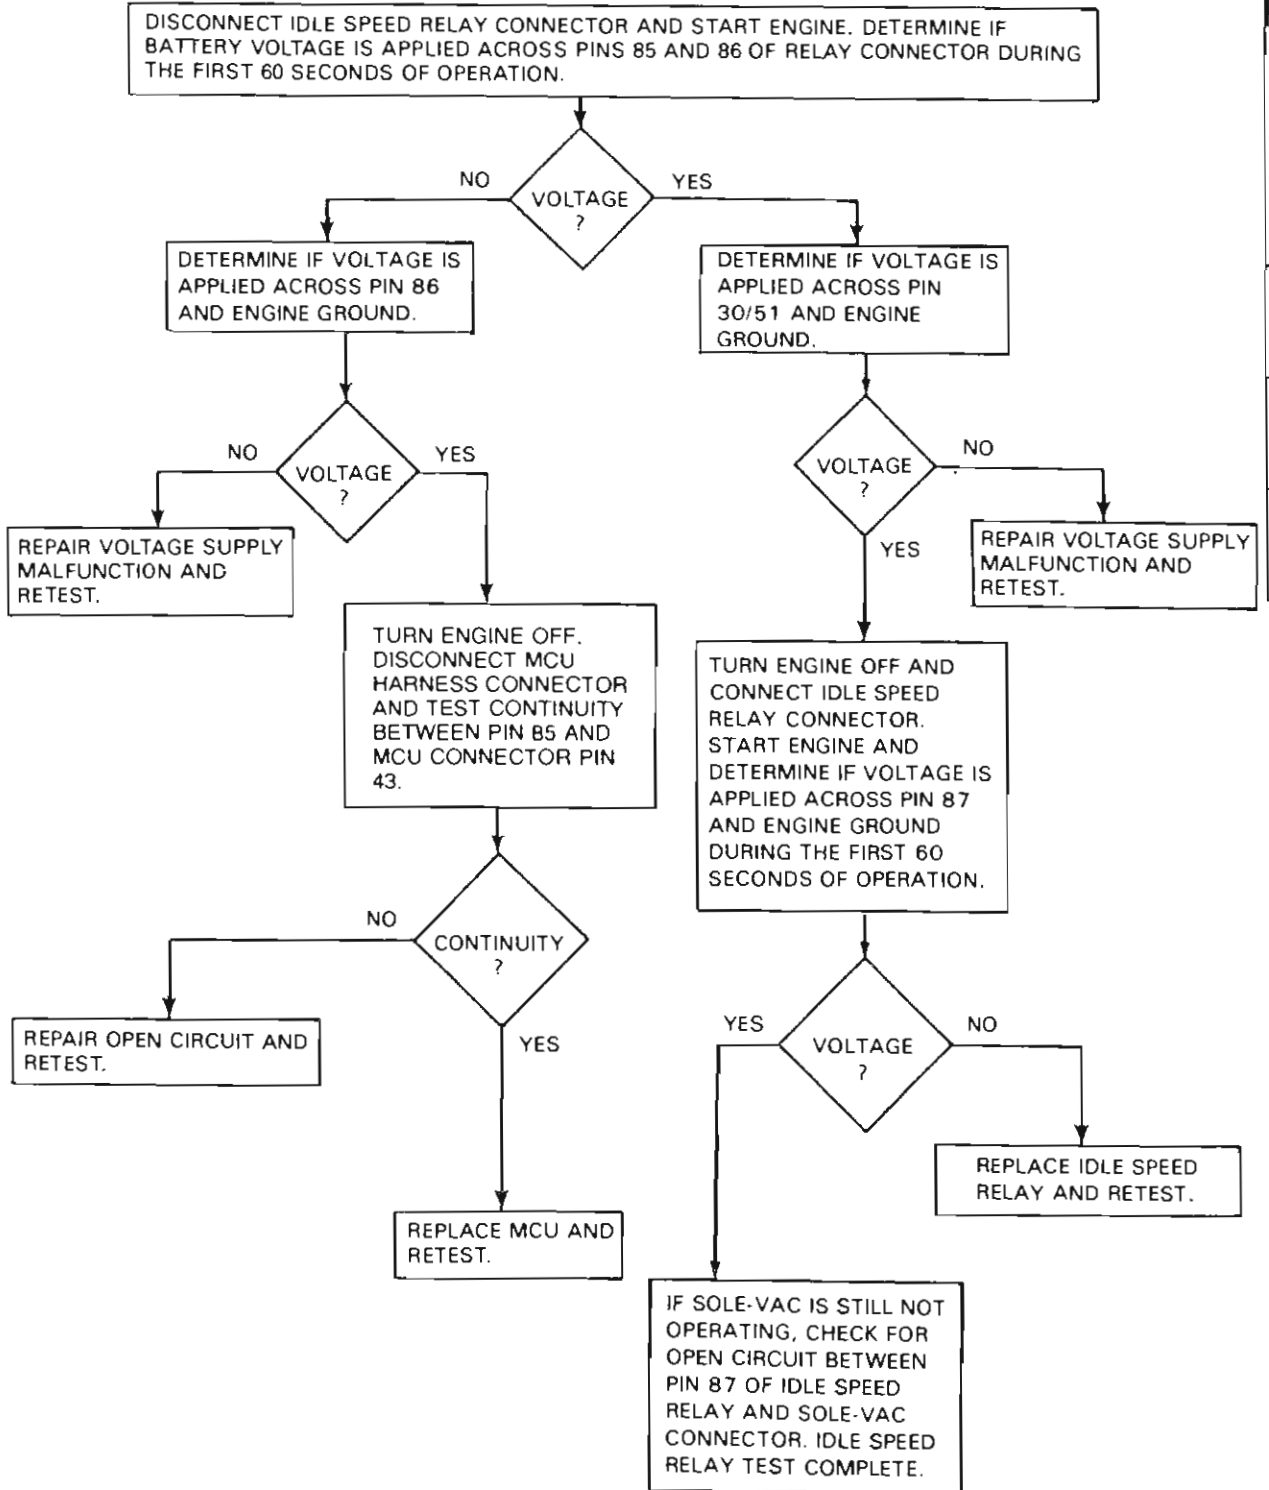 DISCONNECT IDLE SPEED RELAY CONNECTOR AND START ENGINE. DETERMINE IF
BATTERY VOLTAGE IS APPLIED ACROSS PINS 85 AND 86 OF RELAY CONNECTOR DURING
THE FIRST 60 SECONDS OF OPERATION.
NO
VOLTAGE
?
YES
DETERMINE IF VOLTAGE IS
APPLIED ACROSS PIN 86
AND ENGINE GROUND.
DETERMINE IF VOLTAGE IS
APPLIED ACROSS PIN
30/51 AND ENGINE
GROUND.
NO
VOLTAGE
?
YES
VOLTAGE
?
NO
YES
REPAIR VOLTAGE SUPPLY
MALFUNCTION AND
RETEST.
REPAIR VOLTAGE SUPPLY
MALFUNCTION AND
RETEST.
TURN ENGINE OFF.
DISCONNECT MCU
HARNESS CONNECTOR
AND TEST CONTINUITY
BETWEEN PIN 85 AND
MCU CONNECTOR PIN
43.
TURN ENGINE OFF AND
CONNECT IDLE SPEED
RELAY CONNECTOR.
START ENGINE AND
DETERMINE IF VOLTAGE IS
APPLIED ACROSS PIN 87
AND ENGINE GROUND
DURING THE FIRST 60
SECONDS OF OPERATION.
NO
CONTINUITY
?
YES
REPAIR OPEN CIRCUIT AND
RETEST.
YES
VOLTAGE
?
NO
REPLACE MCU AND
RETEST.
REPLACE IDLE SPEED
RELAY AND RETEST.
IF SOLE-VAC IS STILL NOT
OPERATING, CHECK FOR
OPEN CIRCUIT BETWEEN
PIN 87 OF IDLE SPEED
RELAY AND SOLE-VAC
CONNECTOR. IDLE SPEED
RELAY TEST COMPLETE.